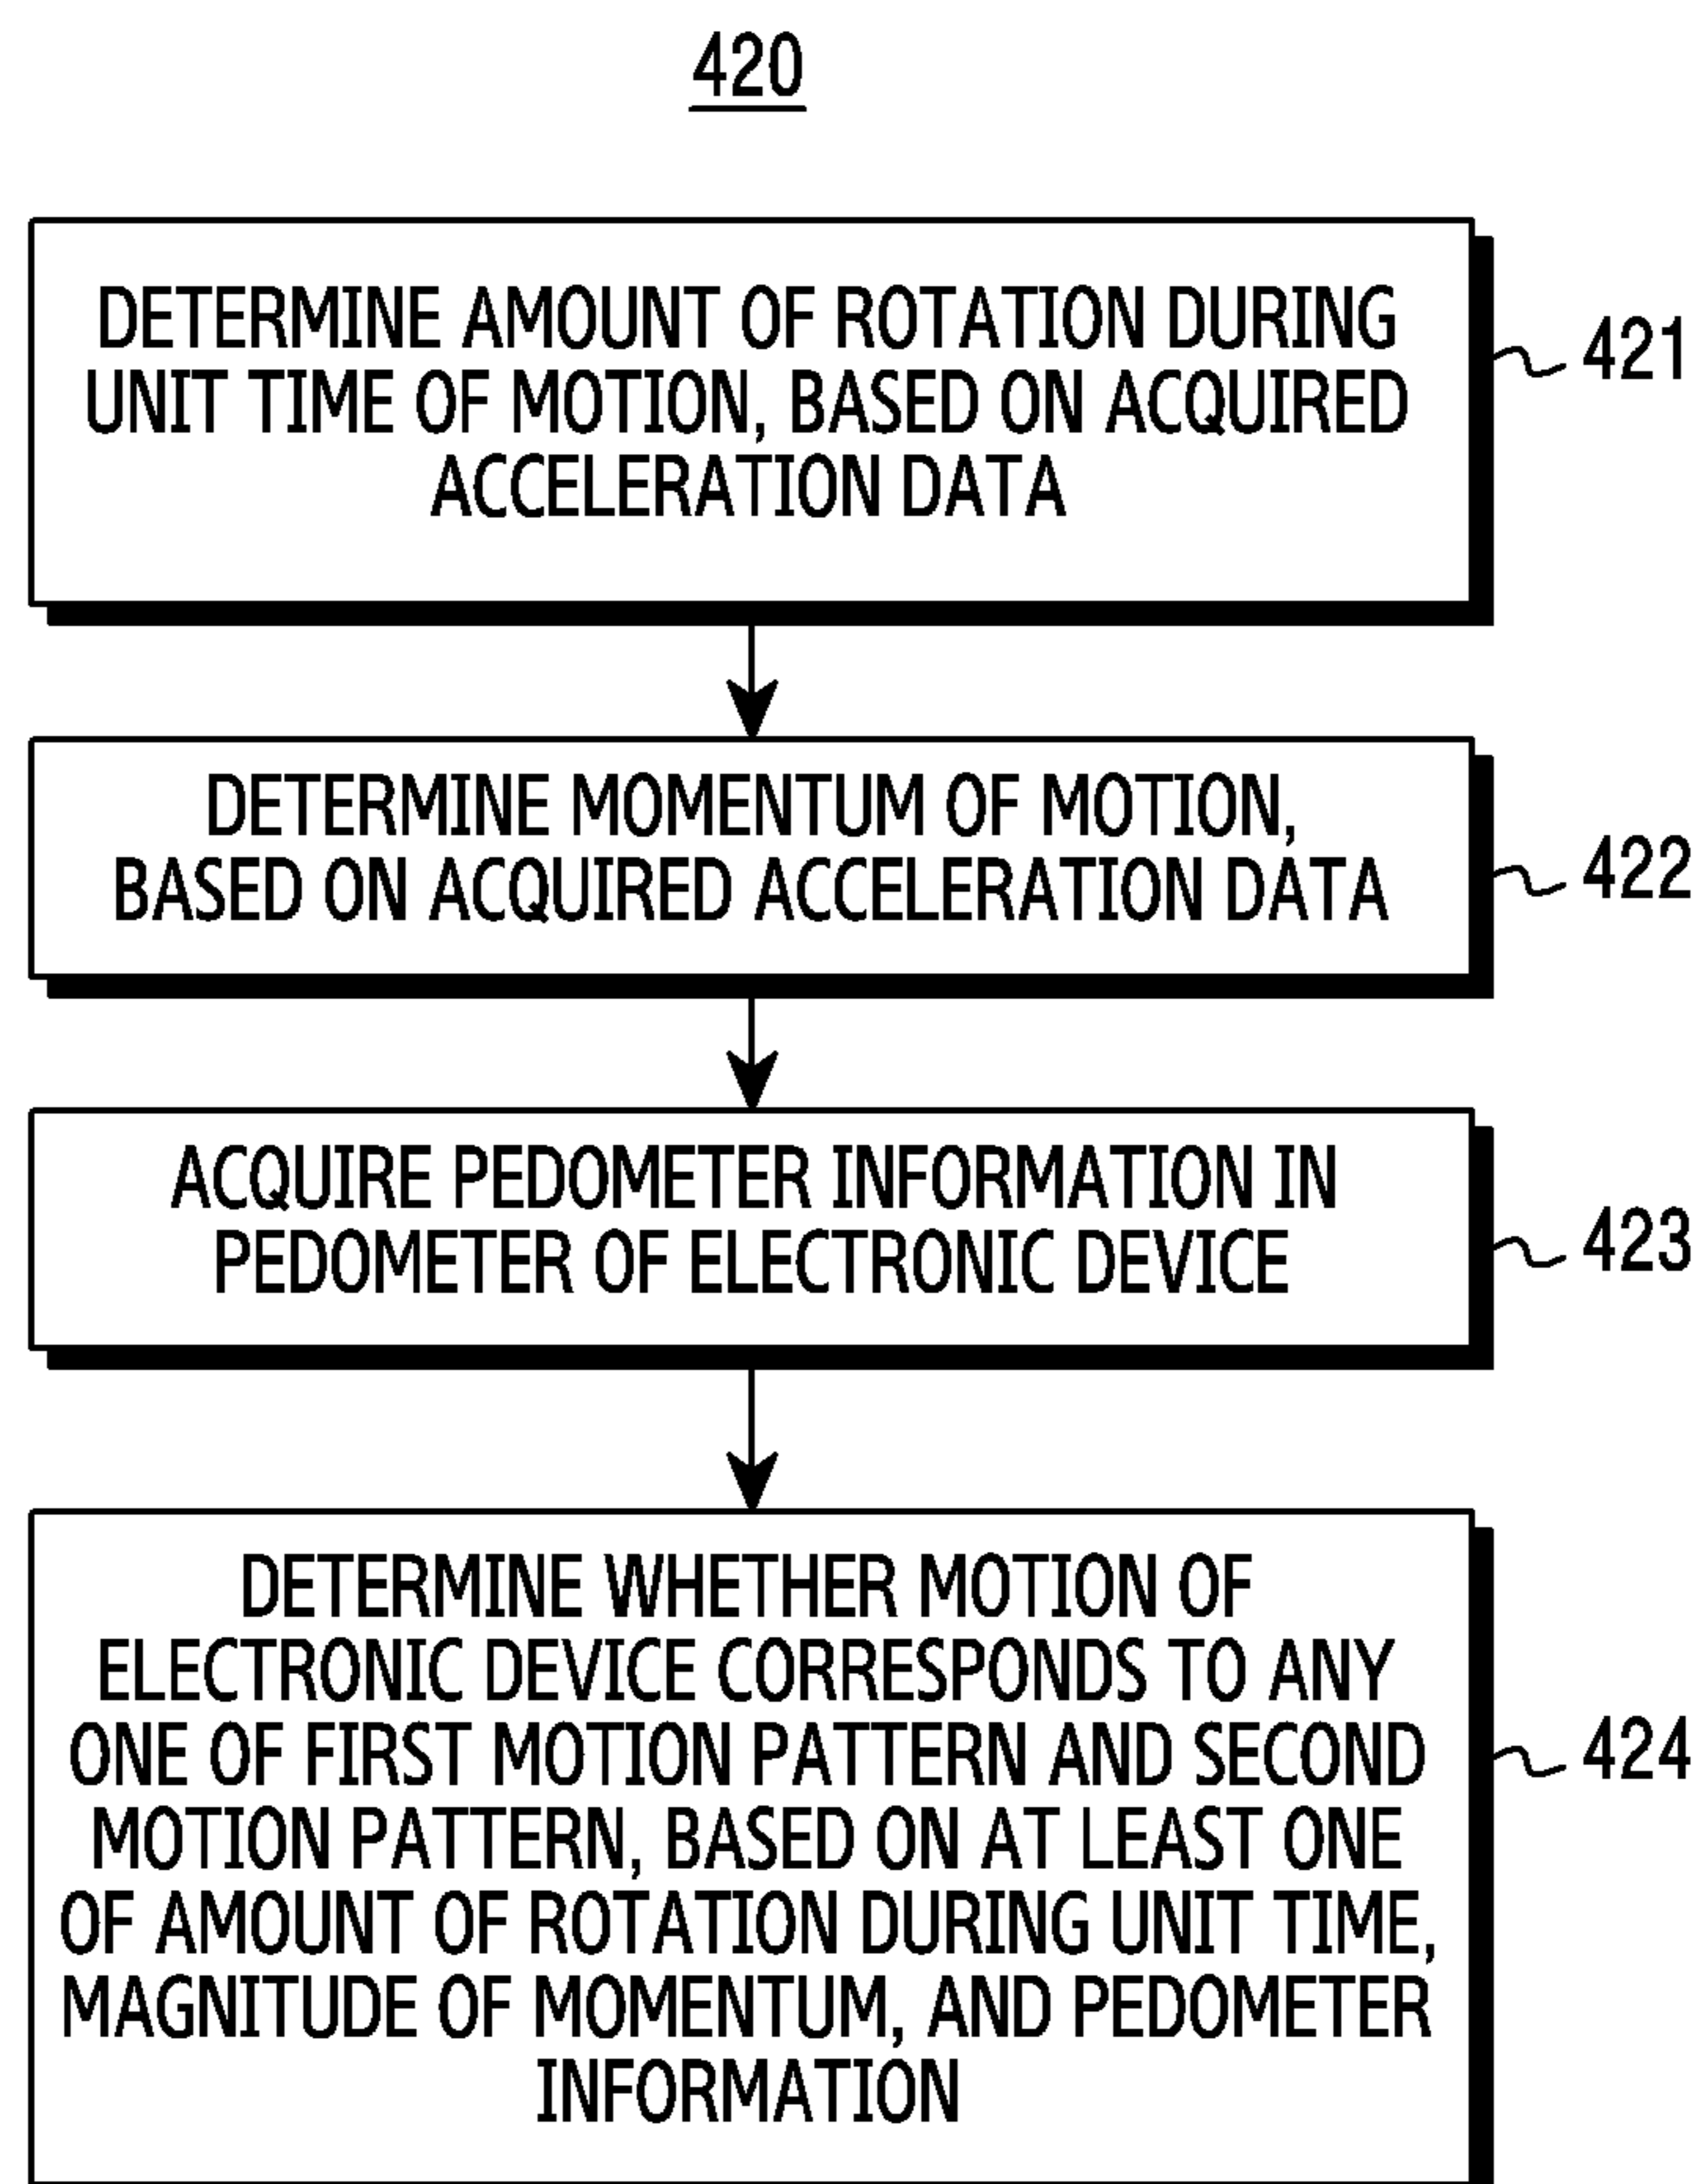 420
DETERMINE AMOUNT OF ROTATION DURING
UNIT TIME OF MOTION, BASED ON ACQUIRED
ACCELERATION DATA
421
DETERMINE MOMENTUM OF MOTION,
BASED ON ACQUIRED ACCELERATION DATA
422
ACQUIRE PEDOMETER INFORMATION IN
PEDOMETER OF ELECTRONIC DEVICE
423
DETERMINE WHETHER MOTION OF
ELECTRONIC DEVICE CORRESPONDS TO ANY
ONE OF FIRST MOTION PATTERN AND SECOND
MOTION PATTERN, BASED ON AT LEAST ONE
OF AMOUNT OF ROTATION DURING UNIT TIME,
MAGNITUDE OF MOMENTUM, AND PEDOMETER
INFORMATION
424